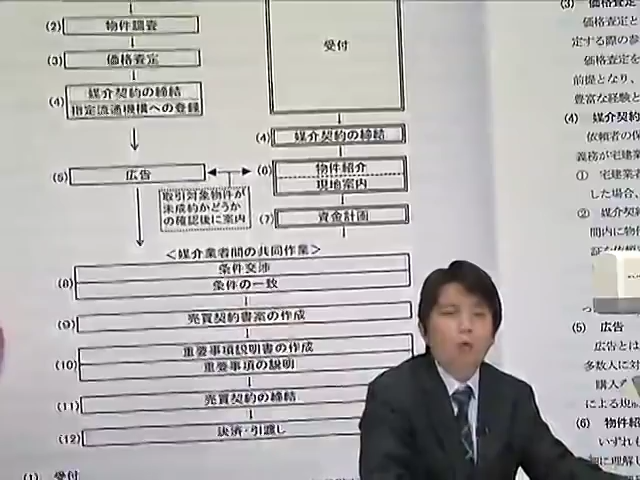 (2) 物件調査
(3) 価格査定
受付
(4) 媒介契約の締結
指定流通機構への登録
(4) 媒介契約の締結
(5) 広告
(6) 物件紹介
現地案内
取引対象物件が
未成約かどうか
の確認後に案内
(7) 資金計画
<媒介業者間の共同作業>
(8) 条件交渉
条件の一致
(9) 売買契約書案の作成
(10) 重要事項説明書の作成
重要事項の説明
(11) 売買契約の締結
(12) 決済・引渡し
(1) 受付
(3) 価格査定
価格査定と
定する際の参
価格査定を
前提となり、
豊富な経験と
(4) 媒介契約
依頼者の保
義務が宅建業
① 宅建業者
した場合、
② 媒介契
間内に物件
(5) 広告
広告とは
多数人に対
購入
による現
(6) 物件紹
いずれも
に理解し